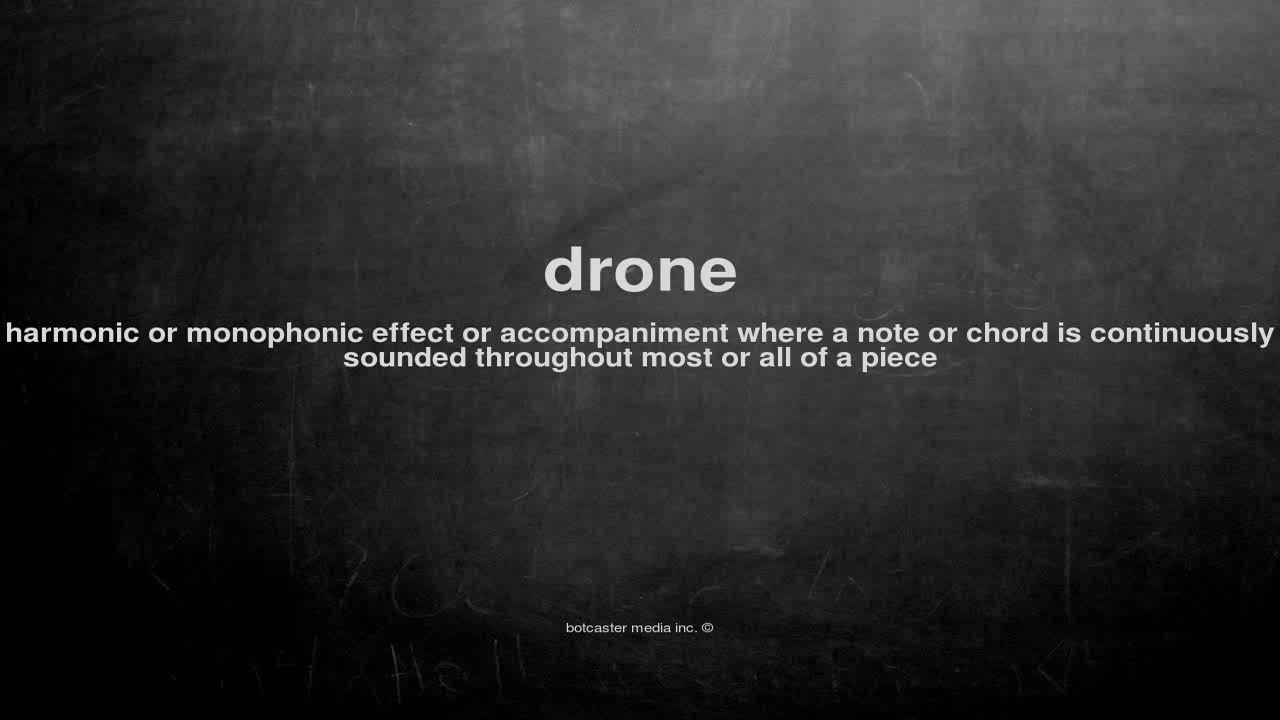 drone
harmonic or monophonic effect or accompaniment where a note or chord is continuously
sounded throughout most or all of a piece
botcaster media inc. ©